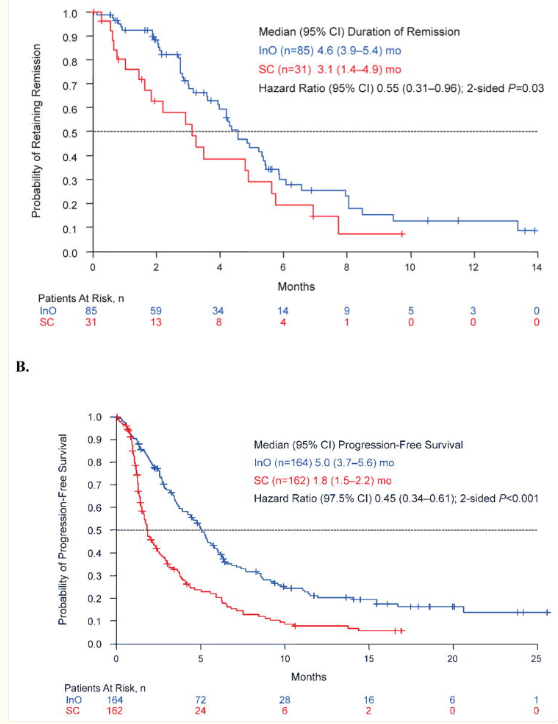 1.0
0.9
0.8
0.7
0.6
0.5
0.4
0.3
0.2
0.1
0.0
Probability of Retaining Remission
Median (95% CI) Duration of Remission
InO (n=85) 4.6 (3.9–5.4) mo
SC (n=31) 3.1 (1.4–4.9) mo
Hazard Ratio (95% CI) 0.55 (0.31–0.96); 2-sided P=0.03
0 2 4 6 8 10 12 14
Months
Patients At Risk, n
InO 85 59 34 14 9 5 3 0
SC 31 13 8 4 1 0 0 0
B.
1.0
0.9
0.8
0.7
0.6
0.5
0.4
0.3
0.2
0.1
0.0
Probability of Progression-Free Survival
Median (95% CI) Progression-Free Survival
InO (n=164) 5.0 (3.7–5.6) mo
SC (n=162) 1.8 (1.5–2.2) mo
Hazard Ratio (97.5% CI) 0.45 (0.34–0.61); 2-sided P<0.001
0 5 10 15 20 25
Months
Patients At Risk, n
InO 164 72 28 16 6 1
SC 162 24 6 2 0 0